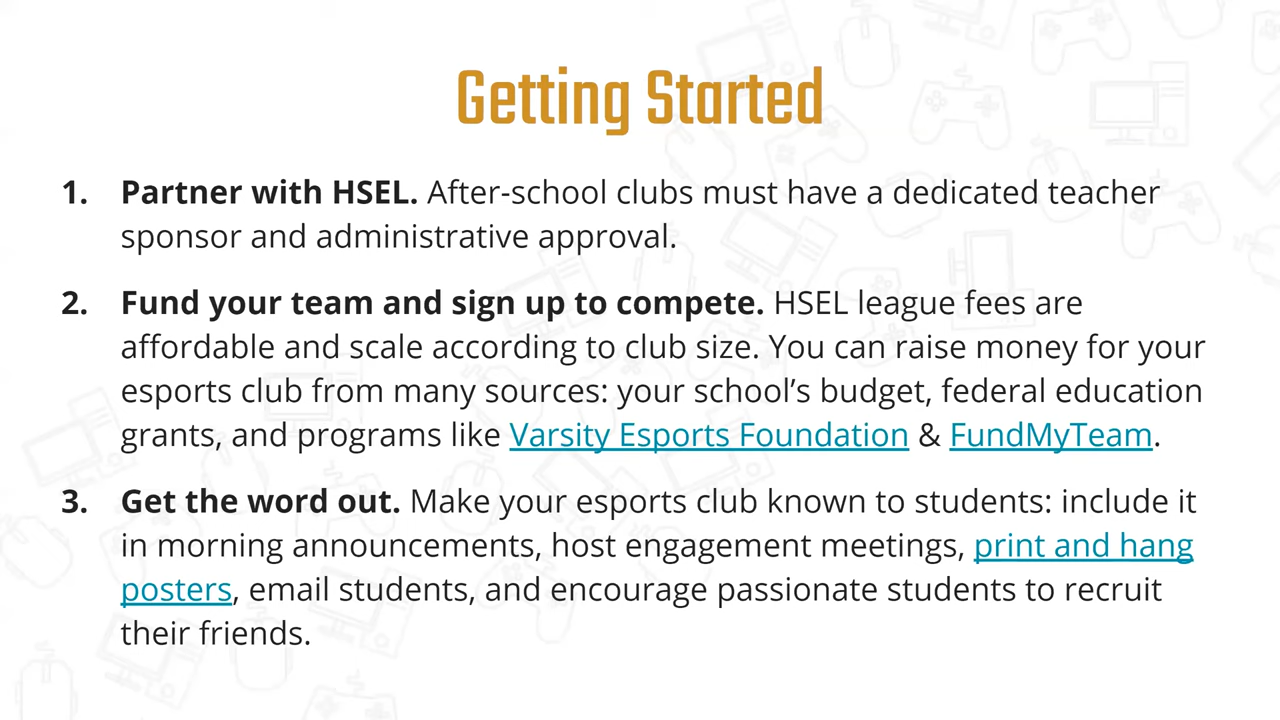 Getting Started
1. Partner with HSEL. After-school clubs must have a dedicated teacher
sponsor and administrative approval.
2. Fund your team and sign up to compete. HSEL league fees are
affordable and scale according to club size. You can raise money for your
esports club from many sources: your school’s budget, federal education
grants, and programs like Varsity Esports Foundation & FundMyTeam.
3. Get the word out. Make your esports club known to students: include it
in morning announcements, host engagement meetings, print and hang
posters, email students, and encourage passionate students to recruit
their friends.